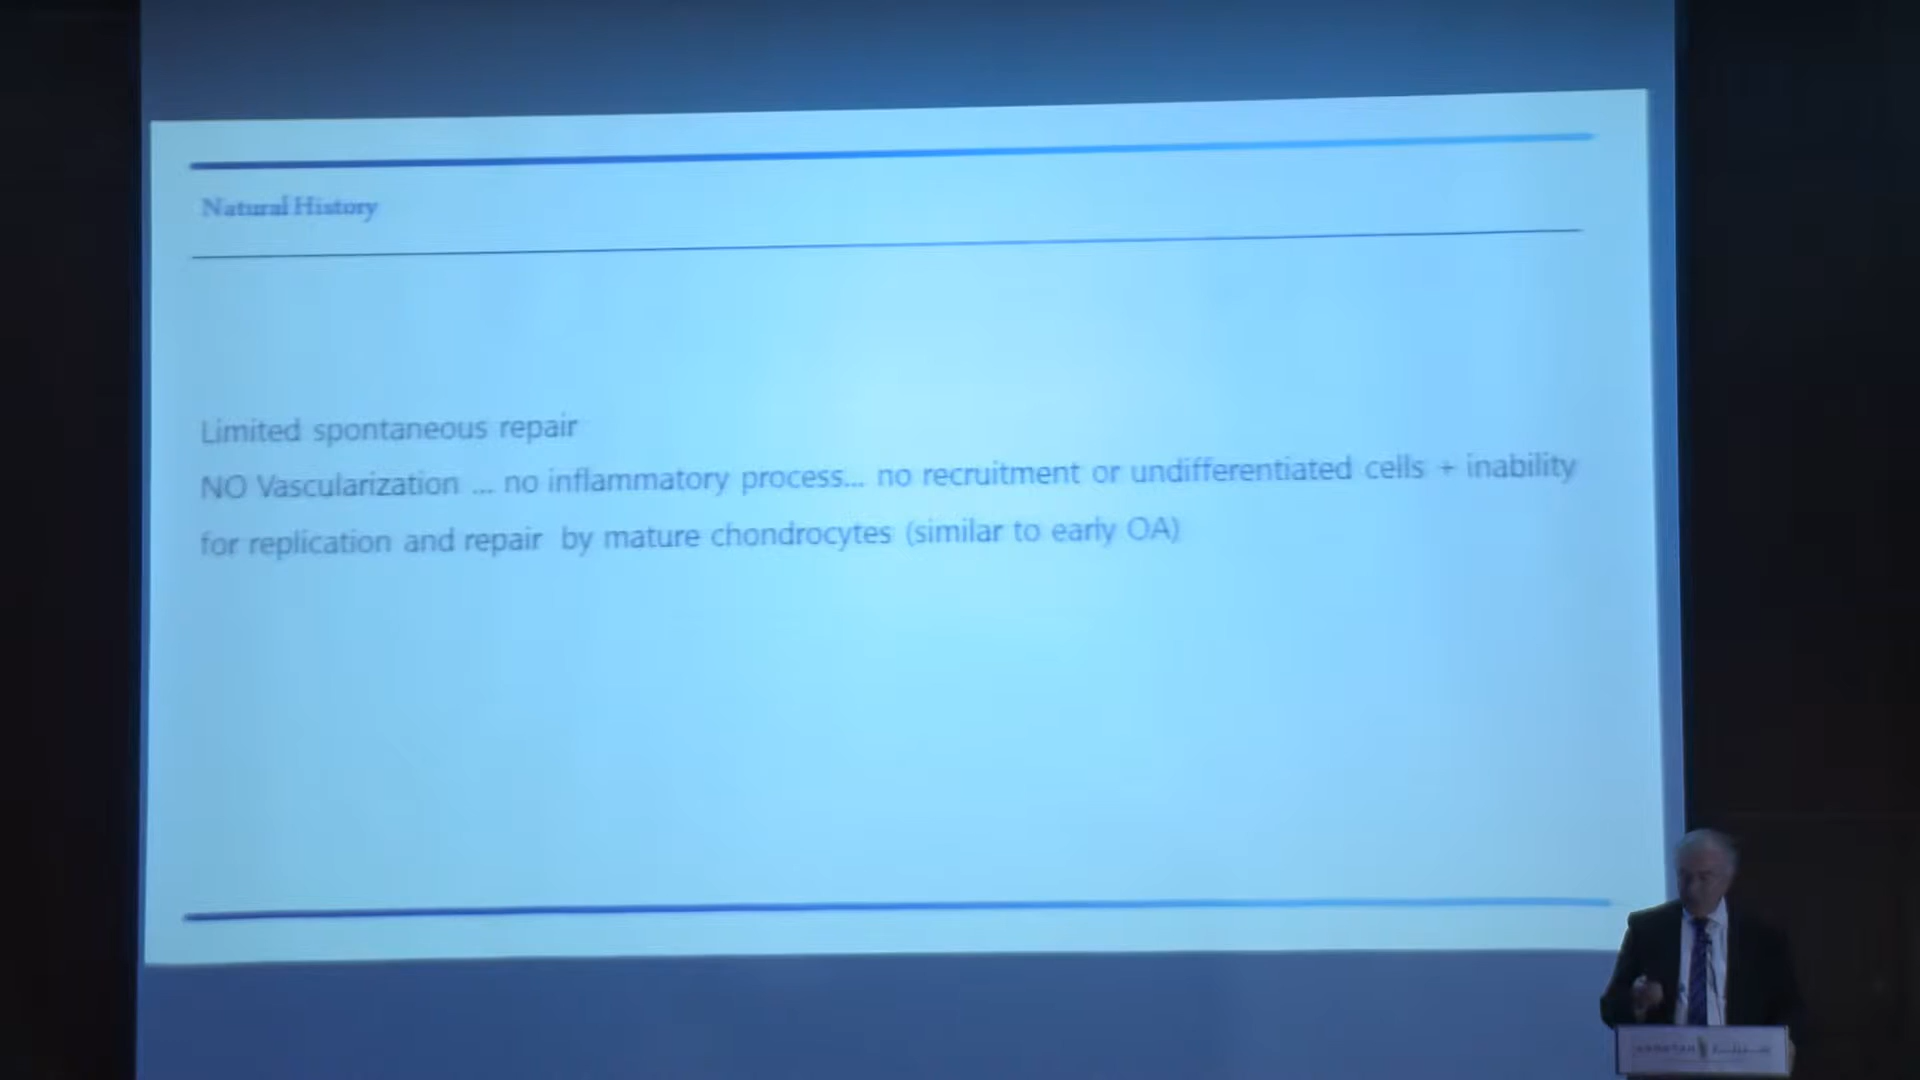 Natural History
Limited spontaneous repair
NO Vascularization ... no inflammatory process... no recruitment or undifferentiated cells + inability
for replication and repair by mature chondrocytes (similar to early OA)